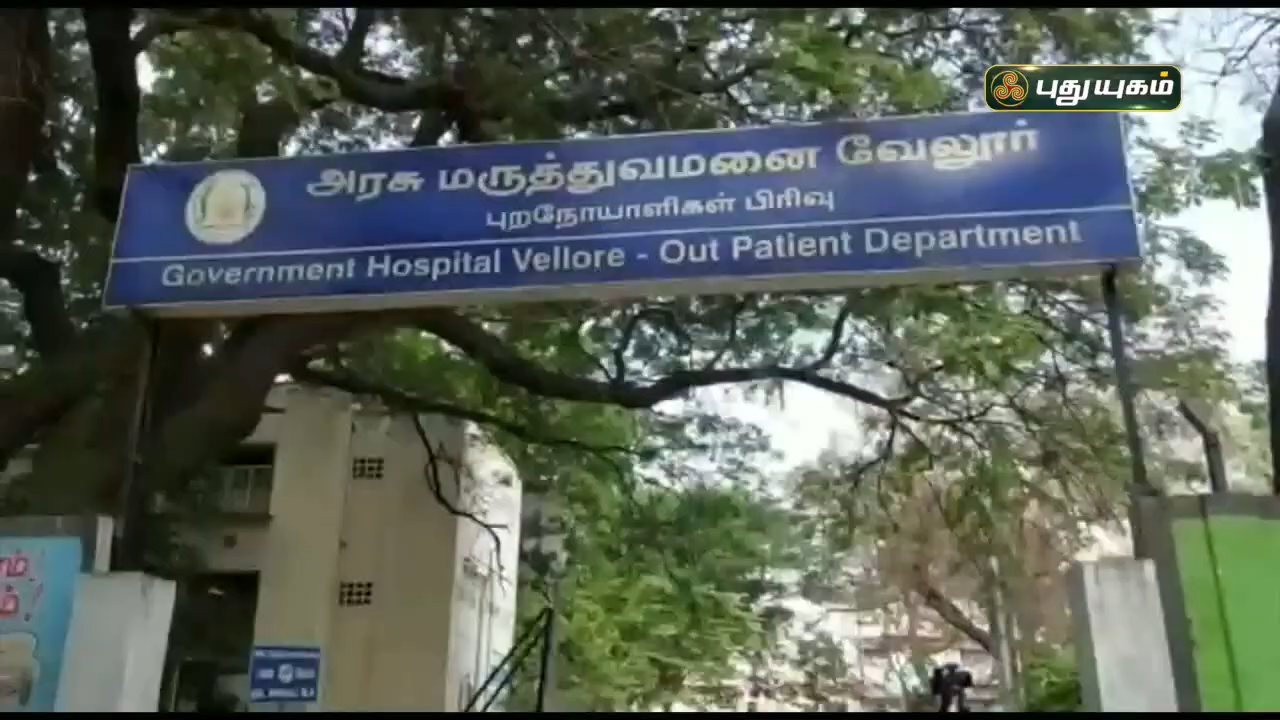 புதுயுகம்
அரசு மருத்துவமனை வேலூர்
புறநோயாளிகள் பிரிவு
Government Hospital Vellore - Out Patient Department